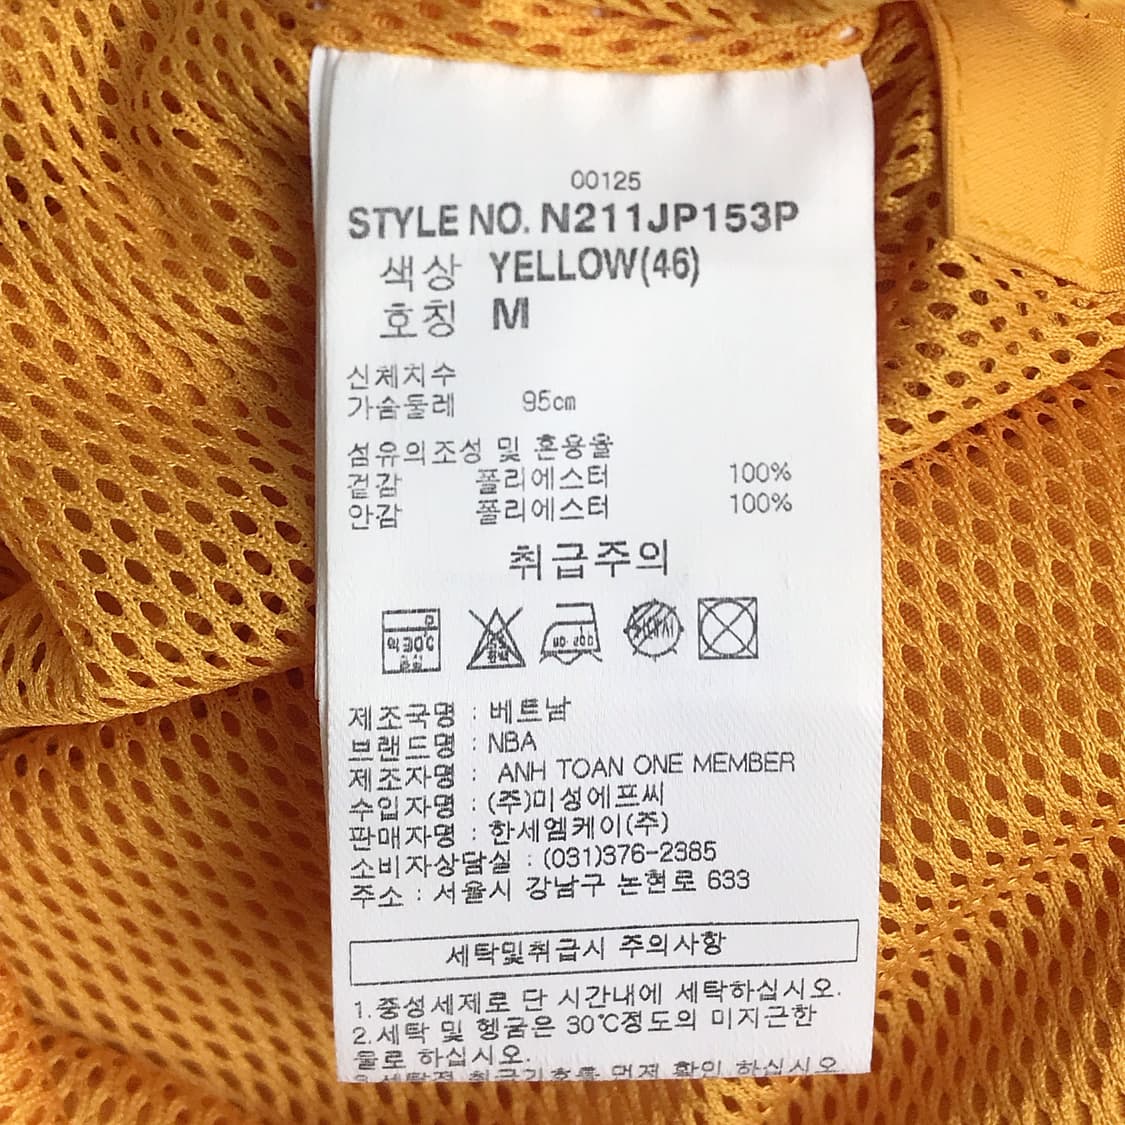 00125
STYLE NO. N211JP153P
색상 YELLOW(46)
호칭 M
신체치수
가슴둘레 95cm
섬유의조성 및 혼용율
겉감 폴리에스터 100%
안감 폴리에스터 100%
취급주의
약30℃
제조국명 : 베트남
브랜드명 : NBA
제조자명 : ANH TOAN ONE MEMBER
수입자명 : (주)미성에프씨
판매자명 : 한세엠케이(주)
소비자상담실 : (031)376-2385
주소 : 서울시 강남구 논현로 633
세탁및취급시 주의사항
1.중성세제로 단 시간내에 세탁하십시오.
2.세탁 및 헹굼은 30℃정도의 미지근한
물로 하십시오.